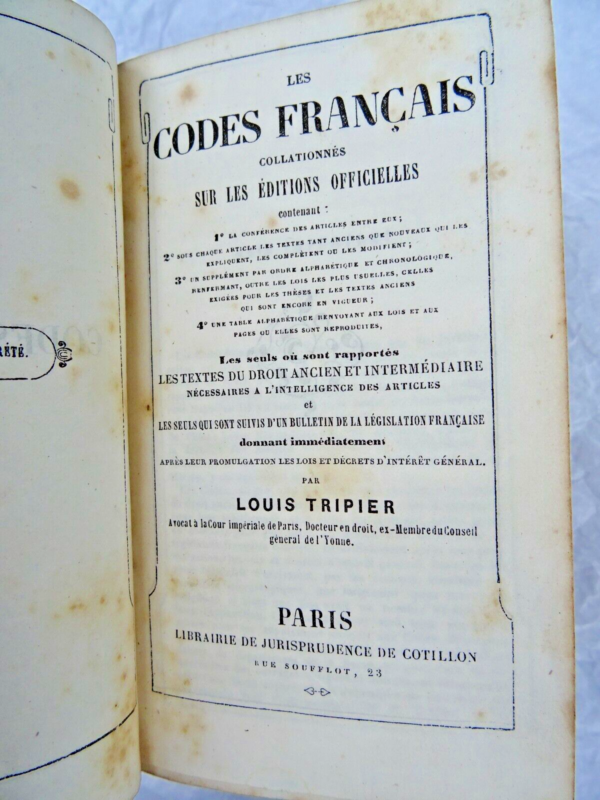 LES
CODES FRANÇAIS
COLLATIONNÉS
SUR LES ÉDITIONS OFFICIELLES
contenant :
1º LA CONFÉRENCE DES ARTICLES ENTRE EUX ;
2º SOUS CHAQUE ARTICLE LES TEXTES TANT ANCIENS QUE NOUVEAUX QUI LES
EXPLIQUENT, LES COMPLÈTENT OU LES MODIFIENT ;
3º UN SUPPLÉMENT PAR ORDRE ALPHABÉTIQUE ET CHRONOLOGIQUE,
RENFERMANT, OUTRE LES LOIS LES PLUS USUELLES, CELLES
EXIGÉES POUR LES THÈSES ET LES TEXTES ANCIENS
QUI SONT ENCORE EN VIGUEUR ;
4º UNE TABLE ALPHABÉTIQUE RENVOYANT AUX LOIS ET AUX
PAGES OU ELLES SONT REPRODUITES,
Les seuls où sont rapportés
LES TEXTES DU DROIT ANCIEN ET INTERMÉDIAIRE
NÉCESSAIRES A L'INTELLIGENCE DES ARTICLES
et
LES SEULS QUI SONT SUIVIS D'UN BULLETIN DE LA LÉGISLATION FRANÇAISE
donnant immédiatement
APRÈS LEUR PROMULGATION LES LOIS ET DÉCRETS D'INTÉRÊT GÉNÉRAL.
PAR
LOUIS TRIPIER
Avocat à la Cour impériale de Paris, Docteur en droit, ex-Membre du Conseil
général de l'Yonne.
PARIS
LIBRAIRIE DE JURISPRUDENCE DE COTILLON
RUE SOUFFLOT, 23